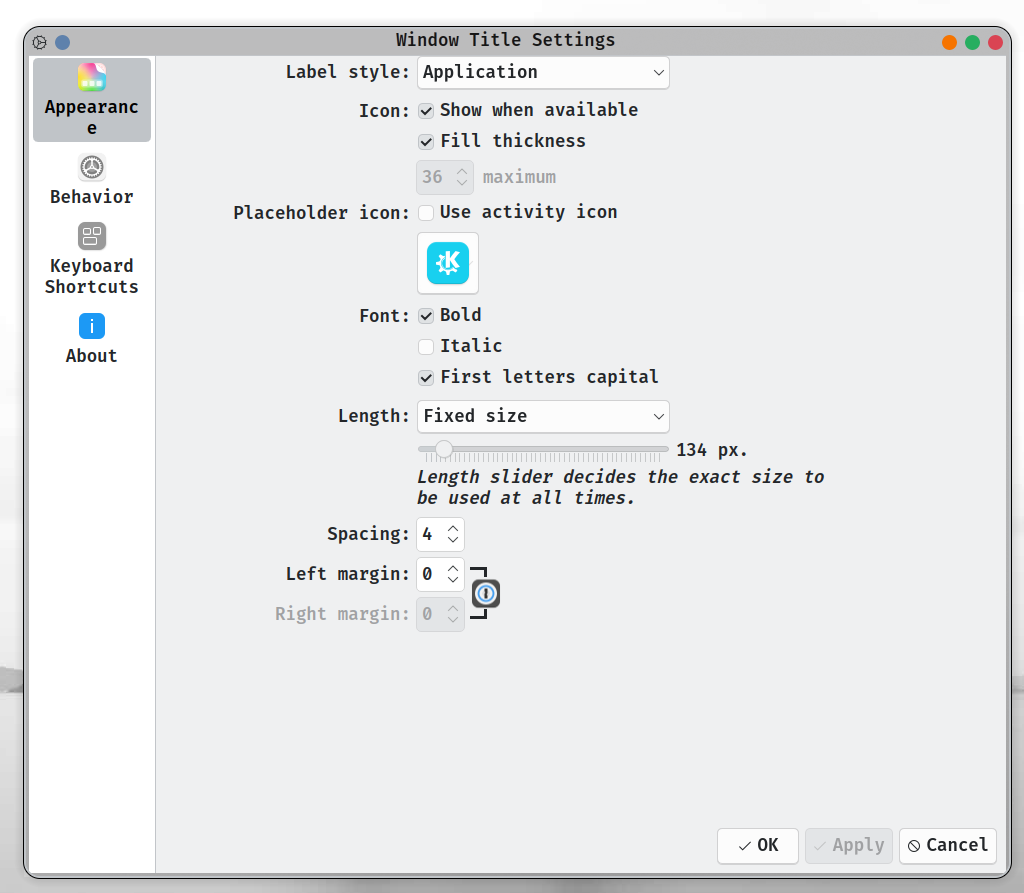 Window Title Settings
Appearanc
e
Behavior
Keyboard
Shortcuts
About
Label style: Application
Icon: Show when available
Fill thickness
36 maximum
Placeholder icon: Use activity icon
Font: Bold
Italic
First letters capital
Length: Fixed size
134 px.
Length slider decides the exact size to
be used at all times.
Spacing: 4
Left margin: 0
Right margin: 0
OK Apply Cancel